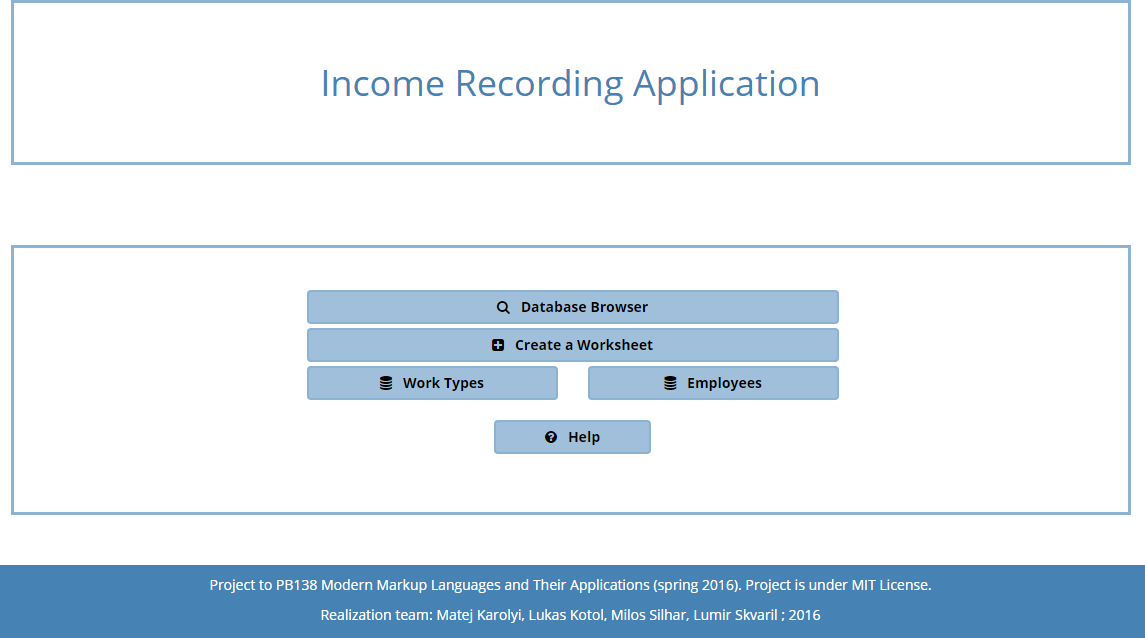 Income Recording Application
Database Browser
Create a Worksheet
Work Types
Employees
Help
Project to PB138 Modern Markup Languages and Their Applications (spring 2016). Project is under MIT License.
Realization team: Matej Karolyi, Lukas Kotol, Milos Silhar, Lumir Skvaril ; 2016